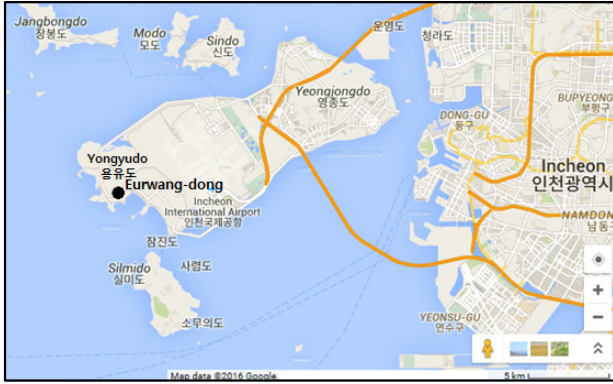 Jangbongdo
장봉도
Modo
모도
Sindo
신도
운염도
청라도
Yeongjongdo
영종도
BUPYEONG
부평구
DONG-GU
동구
Yongyudo
용유도
Eurwang-dong
Incheon
International Airport
인천국제공항
Incheon
인천광역시
NAMDON
남동구
잠진도
Silmido
실미도
사렴도
소무의도
YEONSU-GU
연수구
Map data ©2016 Google
5 km